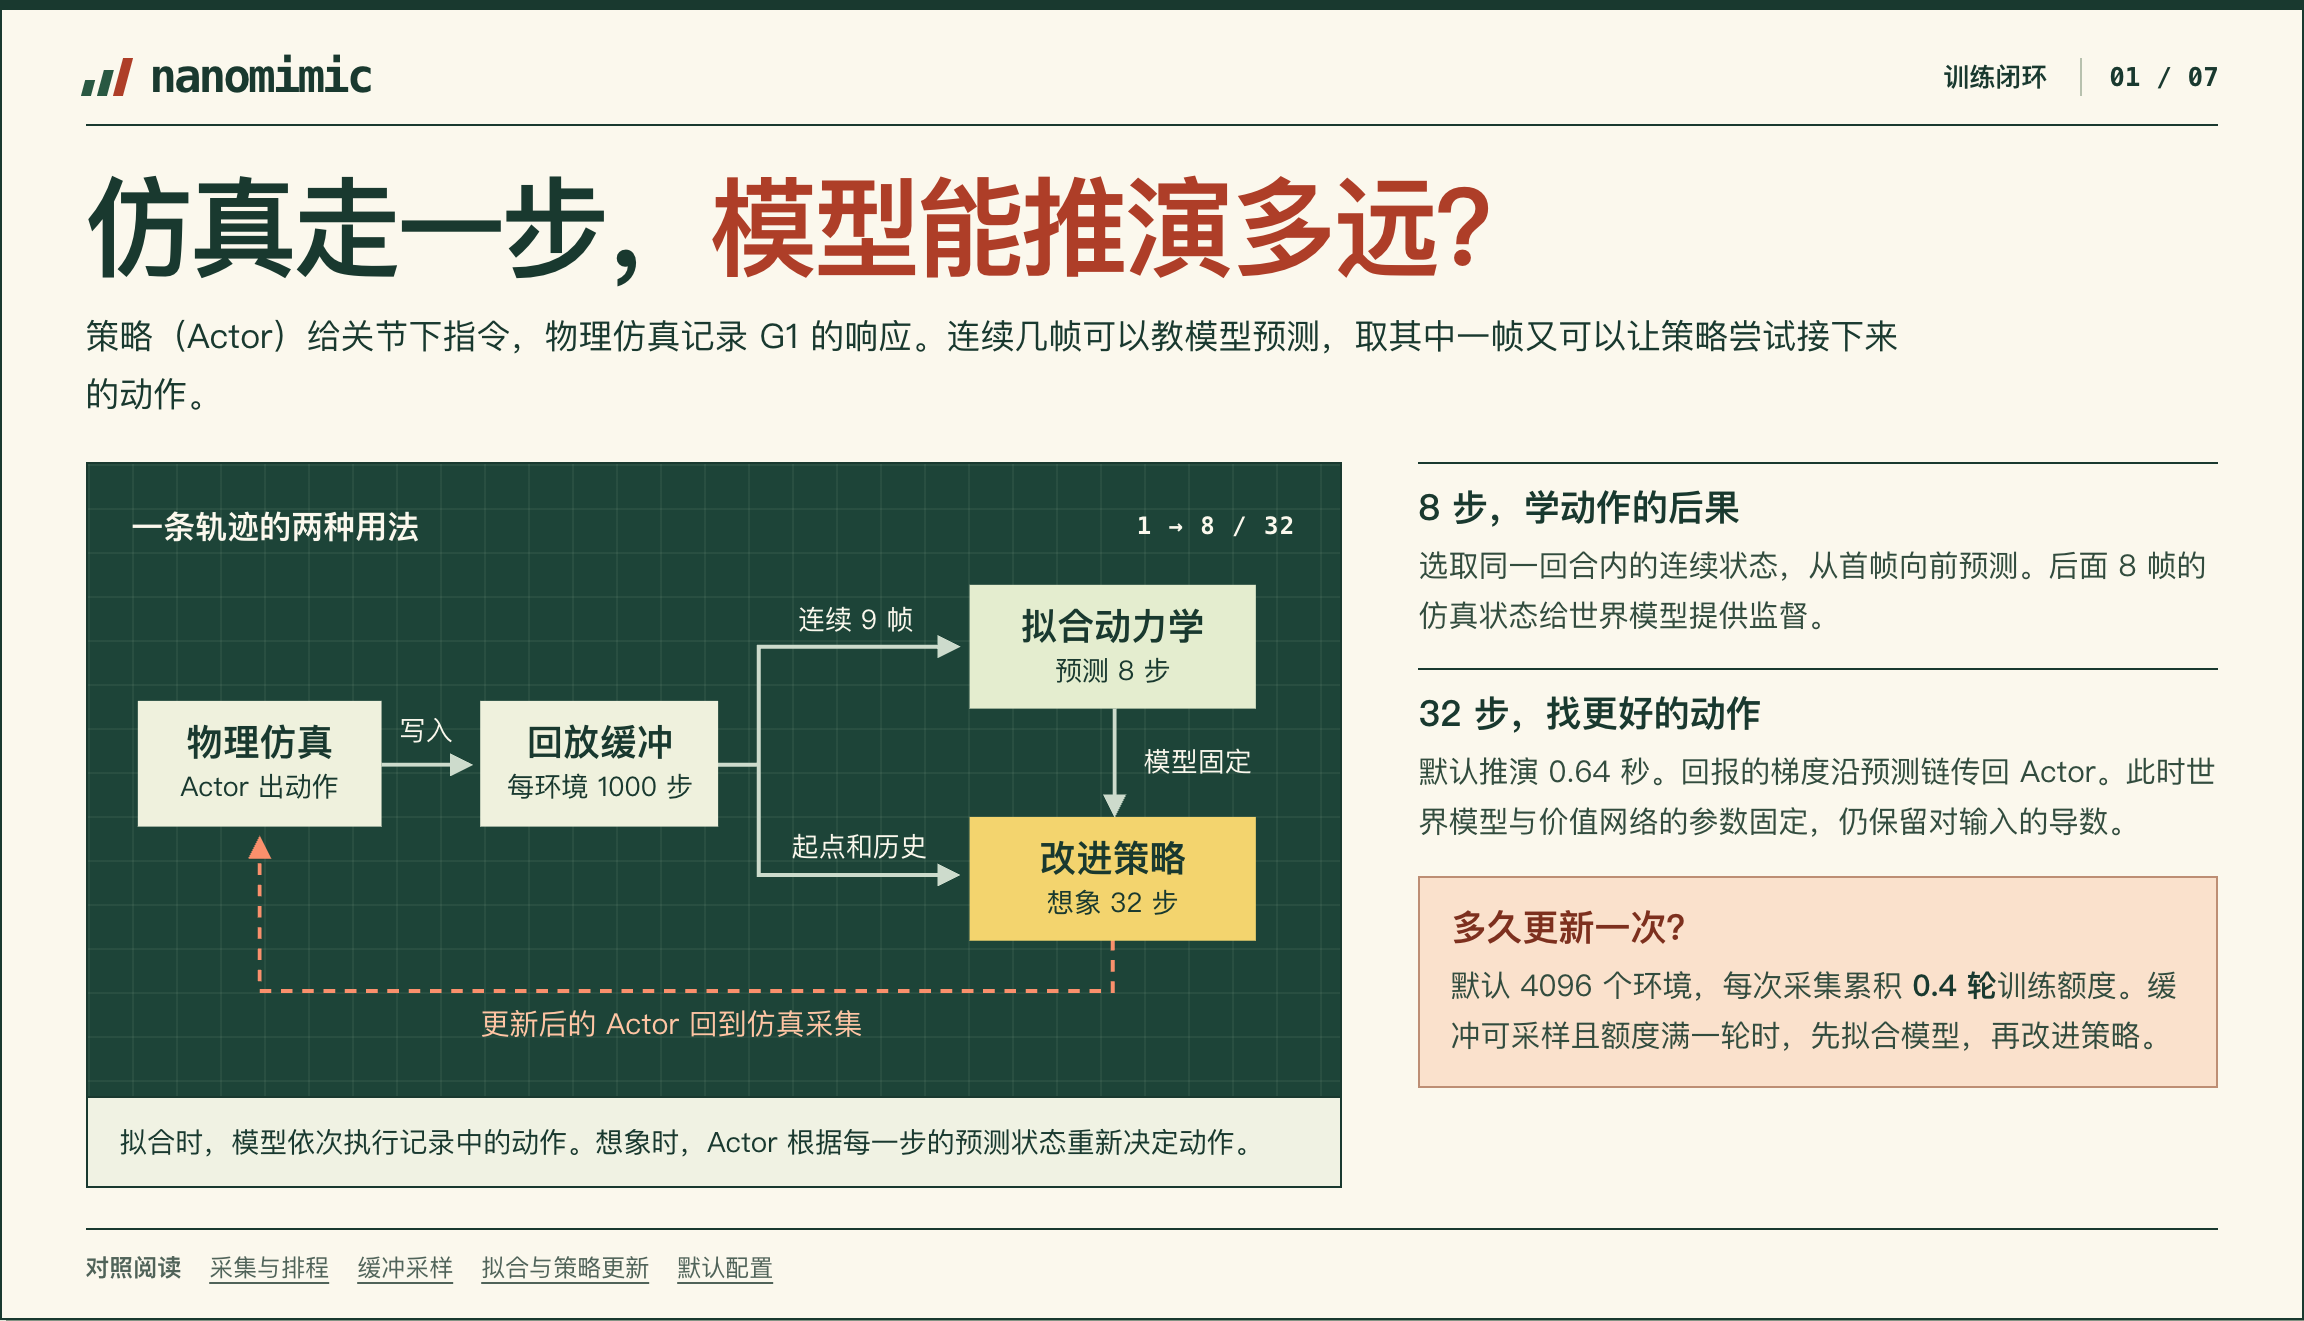 nanomimic
训练闭环
01 / 07
仿真走一步，模型能推演多远？
策略（Actor）给关节下指令，物理仿真记录 G1 的响应。连续几帧可以教模型预测，取其中一帧又可以让策略尝试接下来
的动作。
一条轨迹的两种用法
1 → 8 / 32
连续 9 帧
拟合动力学
预测 8 步
物理仿真
Actor 出动作
写入
回放缓冲
每环境 1000 步
模型固定
起点和历史
改进策略
想象 32 步
更新后的 Actor 回到仿真采集
拟合时，模型依次执行记录中的动作。想象时，Actor 根据每一步的预测状态重新决定动作。
8 步，学动作的后果
选取同一回合内的连续状态，从首帧向前预测。后面 8 帧的
仿真状态给世界模型提供监督。
32 步，找更好的动作
默认推演 0.64 秒。回报的梯度沿预测链传回 Actor。此时世
界模型与价值网络的参数固定，仍保留对输入的导数。
多久更新一次？
默认 4096 个环境，每次采集累积 0.4 轮训练额度。缓
冲可采样且额度满一轮时，先拟合模型，再改进策略。
对照阅读 采集与排程 缓冲采样 拟合与策略更新 默认配置